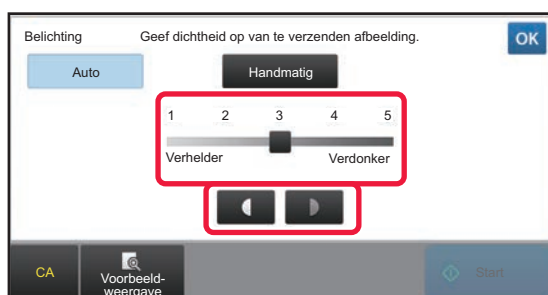 Belichting Geef dichtheid op van te verzenden afbeelding. OK
Auto Handmatig
1 2 3 4 5
Verhelder Verdonker
CA Voorbeeld-
weergave Start